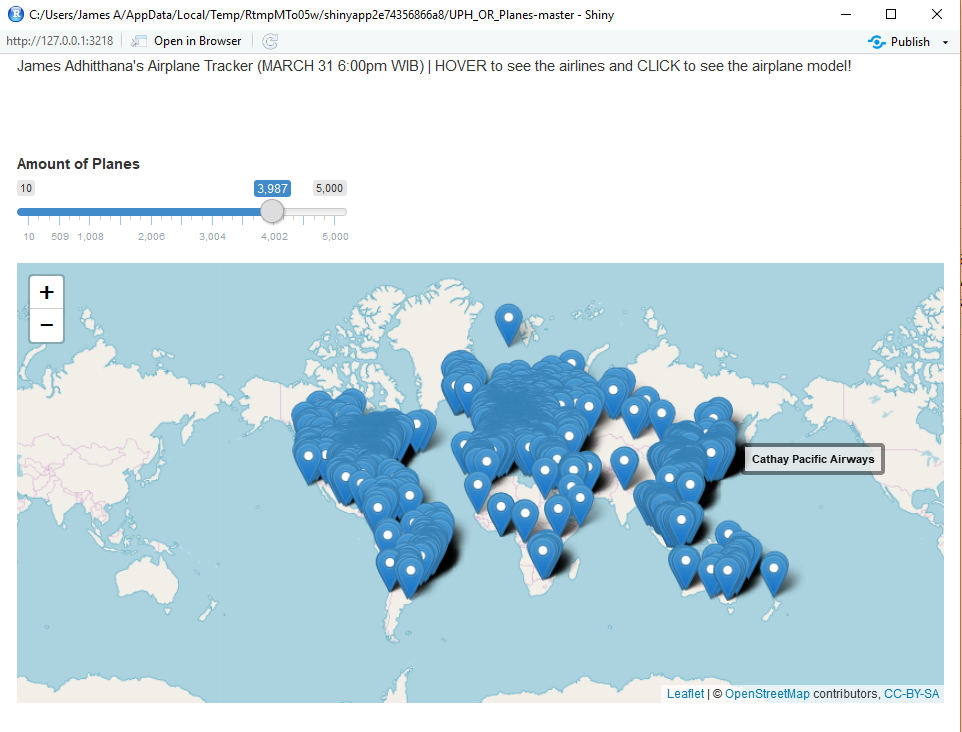 C:/Users/James A/AppData/Local/Temp/RtmpMTo05w/shinyapp2e74356866a8/UPH_OR_Planes-master - Shiny
http://127.0.0.1:3218 | Open in Browser Publish
James Adhitthana's Airplane Tracker (MARCH 31 6:00pm WIB) | HOVER to see the airlines and CLICK to see the airplane model!
Amount of Planes
10 3,987 5,000
10 509 1,008 2,006 3,004 4,002 5,000
+
−
Cathay Pacific Airways
Leaflet | © OpenStreetMap contributors, CC-BY-SA